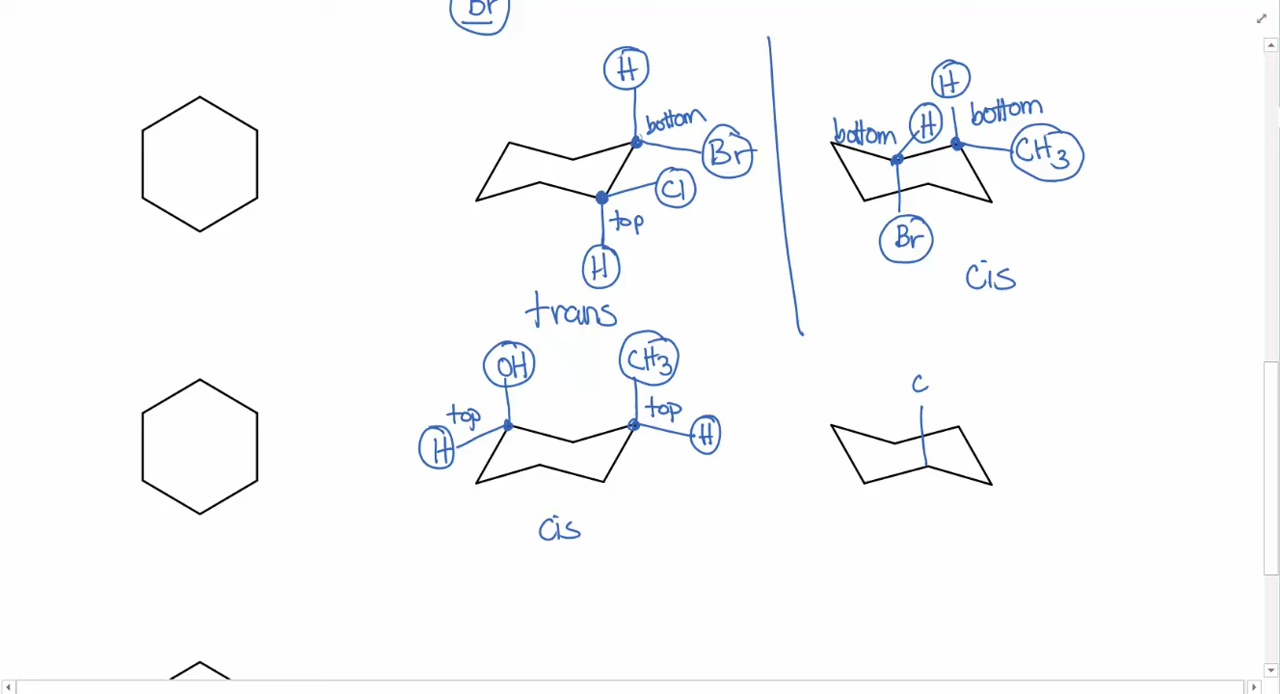 Br
H
bottom
Br
Cl
top
H
trans
H
H
bottom
bottom
CH3
Br
cis
OH
CH3
top
top
H
H
cis
C